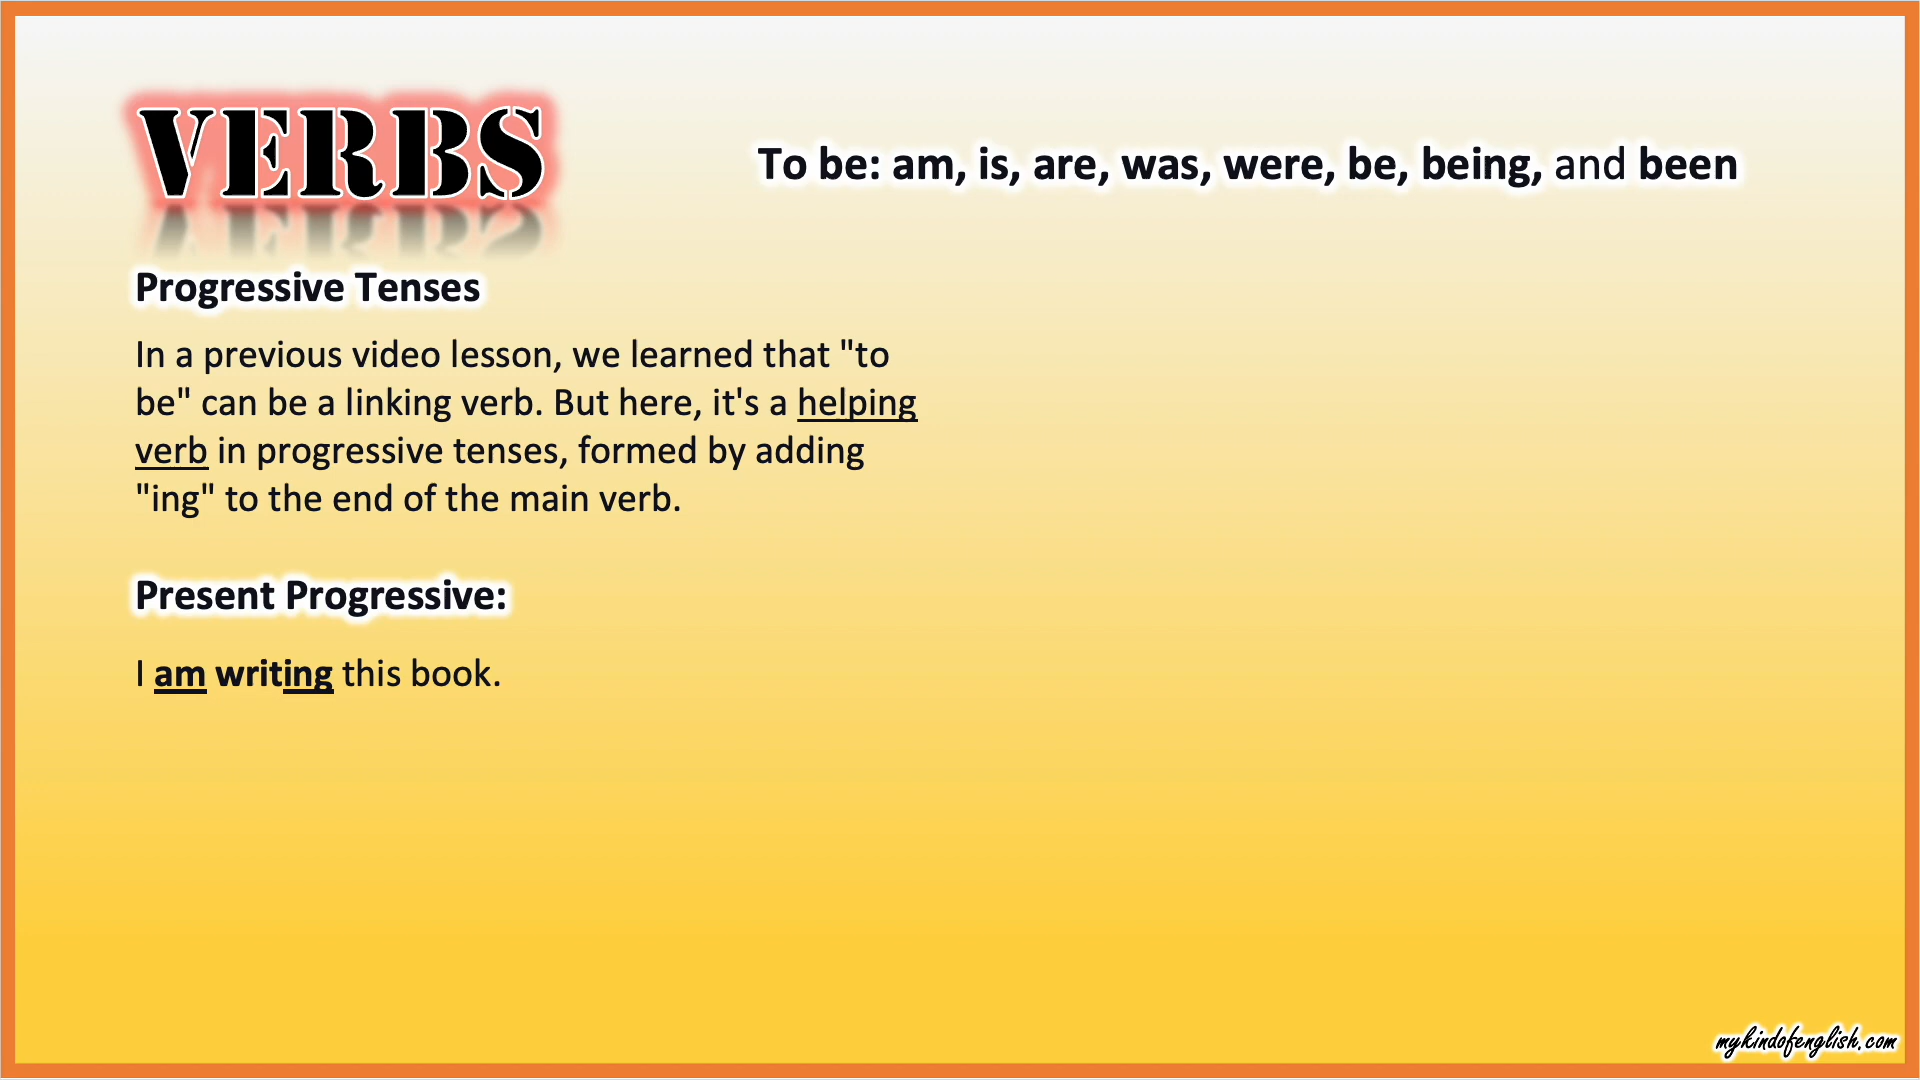 VERBS
To be: am, is, are, was, were, be, being, and been
Progressive Tenses
In a previous video lesson, we learned that "to
be" can be a linking verb. But here, it's a helping
verb in progressive tenses, formed by adding
"ing" to the end of the main verb.
Present Progressive:
I am writing this book.
mykindofenglish.com